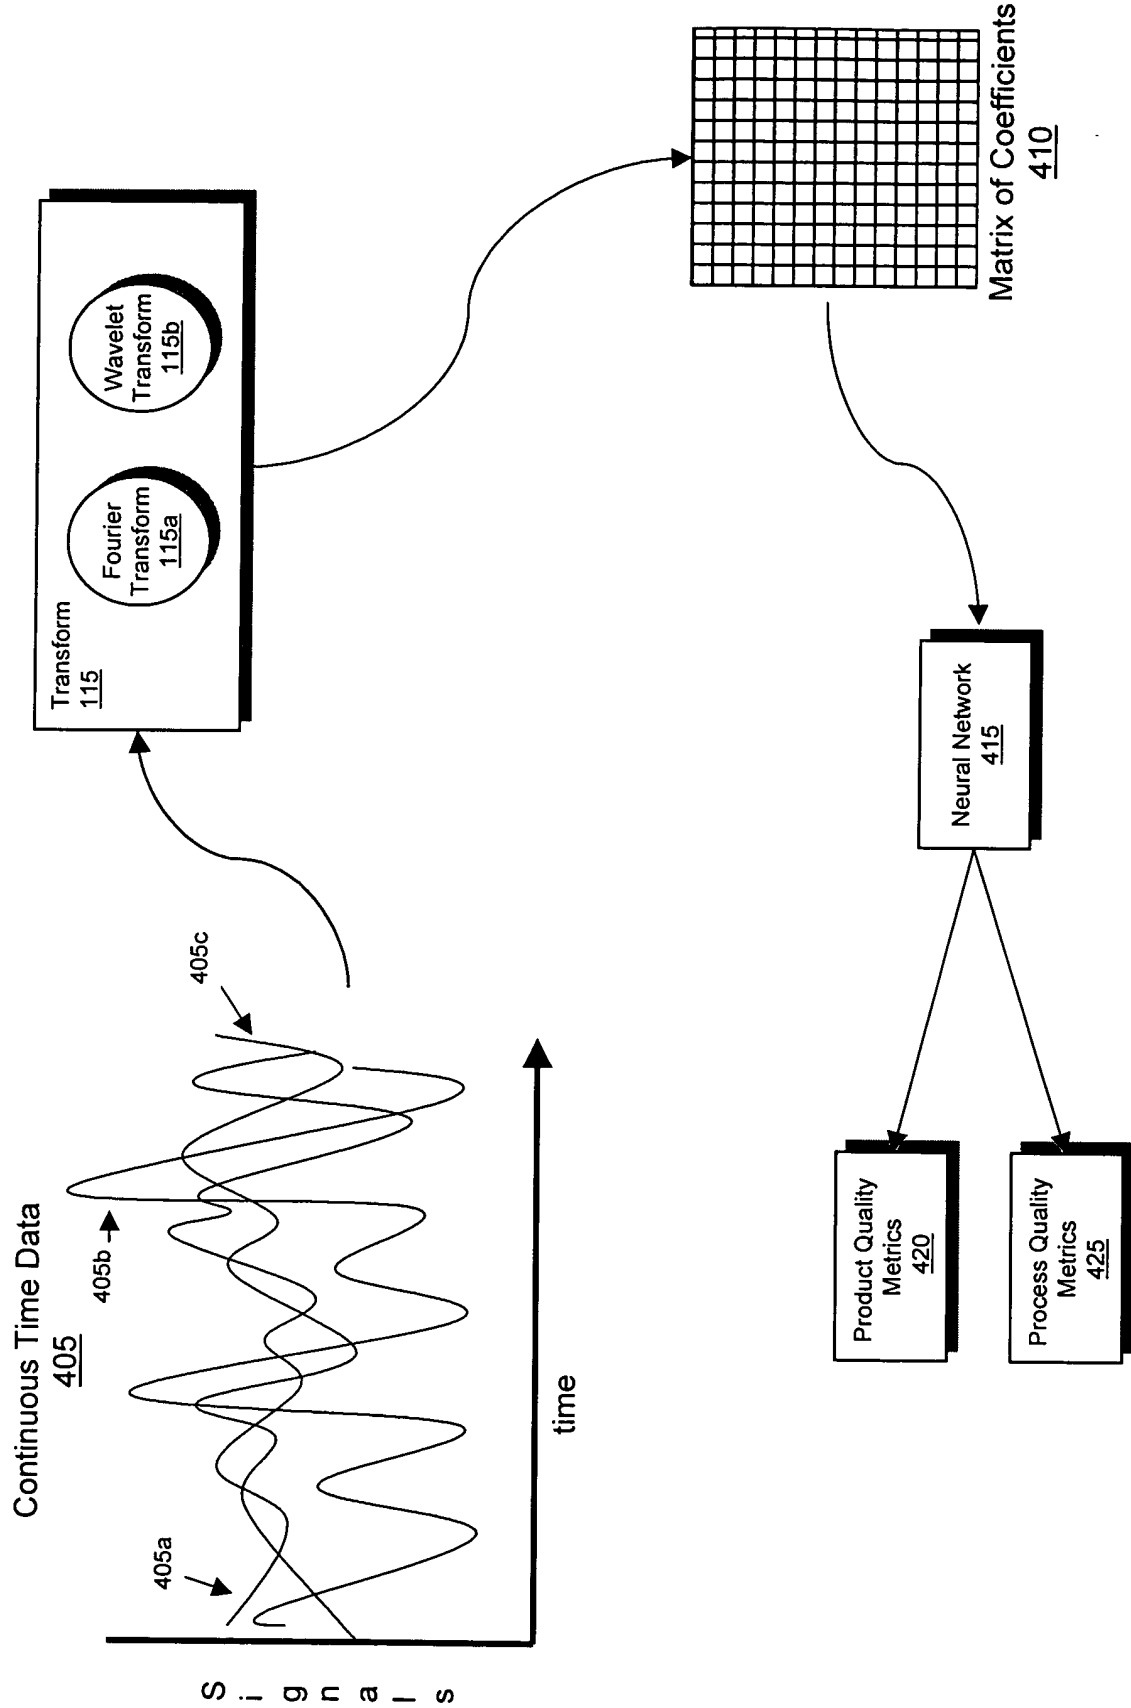 Continuous Time Data
405
Signals
405a
405b
405c
time
Transform
115
Fourier
Transform
115a
Wavelet
Transform
115b
Matrix of Coefficients
410
Neural Network
415
Product Quality
Metrics
420
Process Quality
Metrics
425